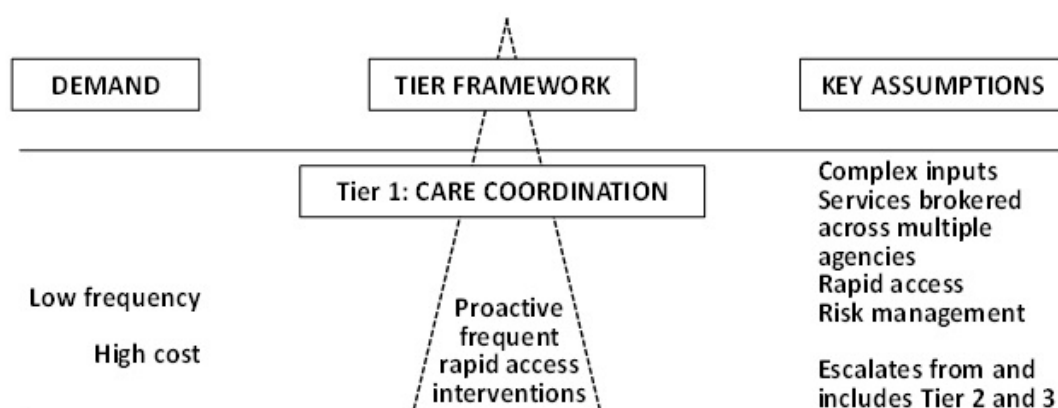 DEMAND
TIER FRAMEWORK
KEY ASSUMPTIONS
Tier 1: CARE COORDINATION
Low frequency
High cost
Proactive
frequent
rapid access
interventions
Complex inputs
Services brokered
across multiple
agencies
Rapid access
Risk management
Escalates from and
includes Tier 2 and 3